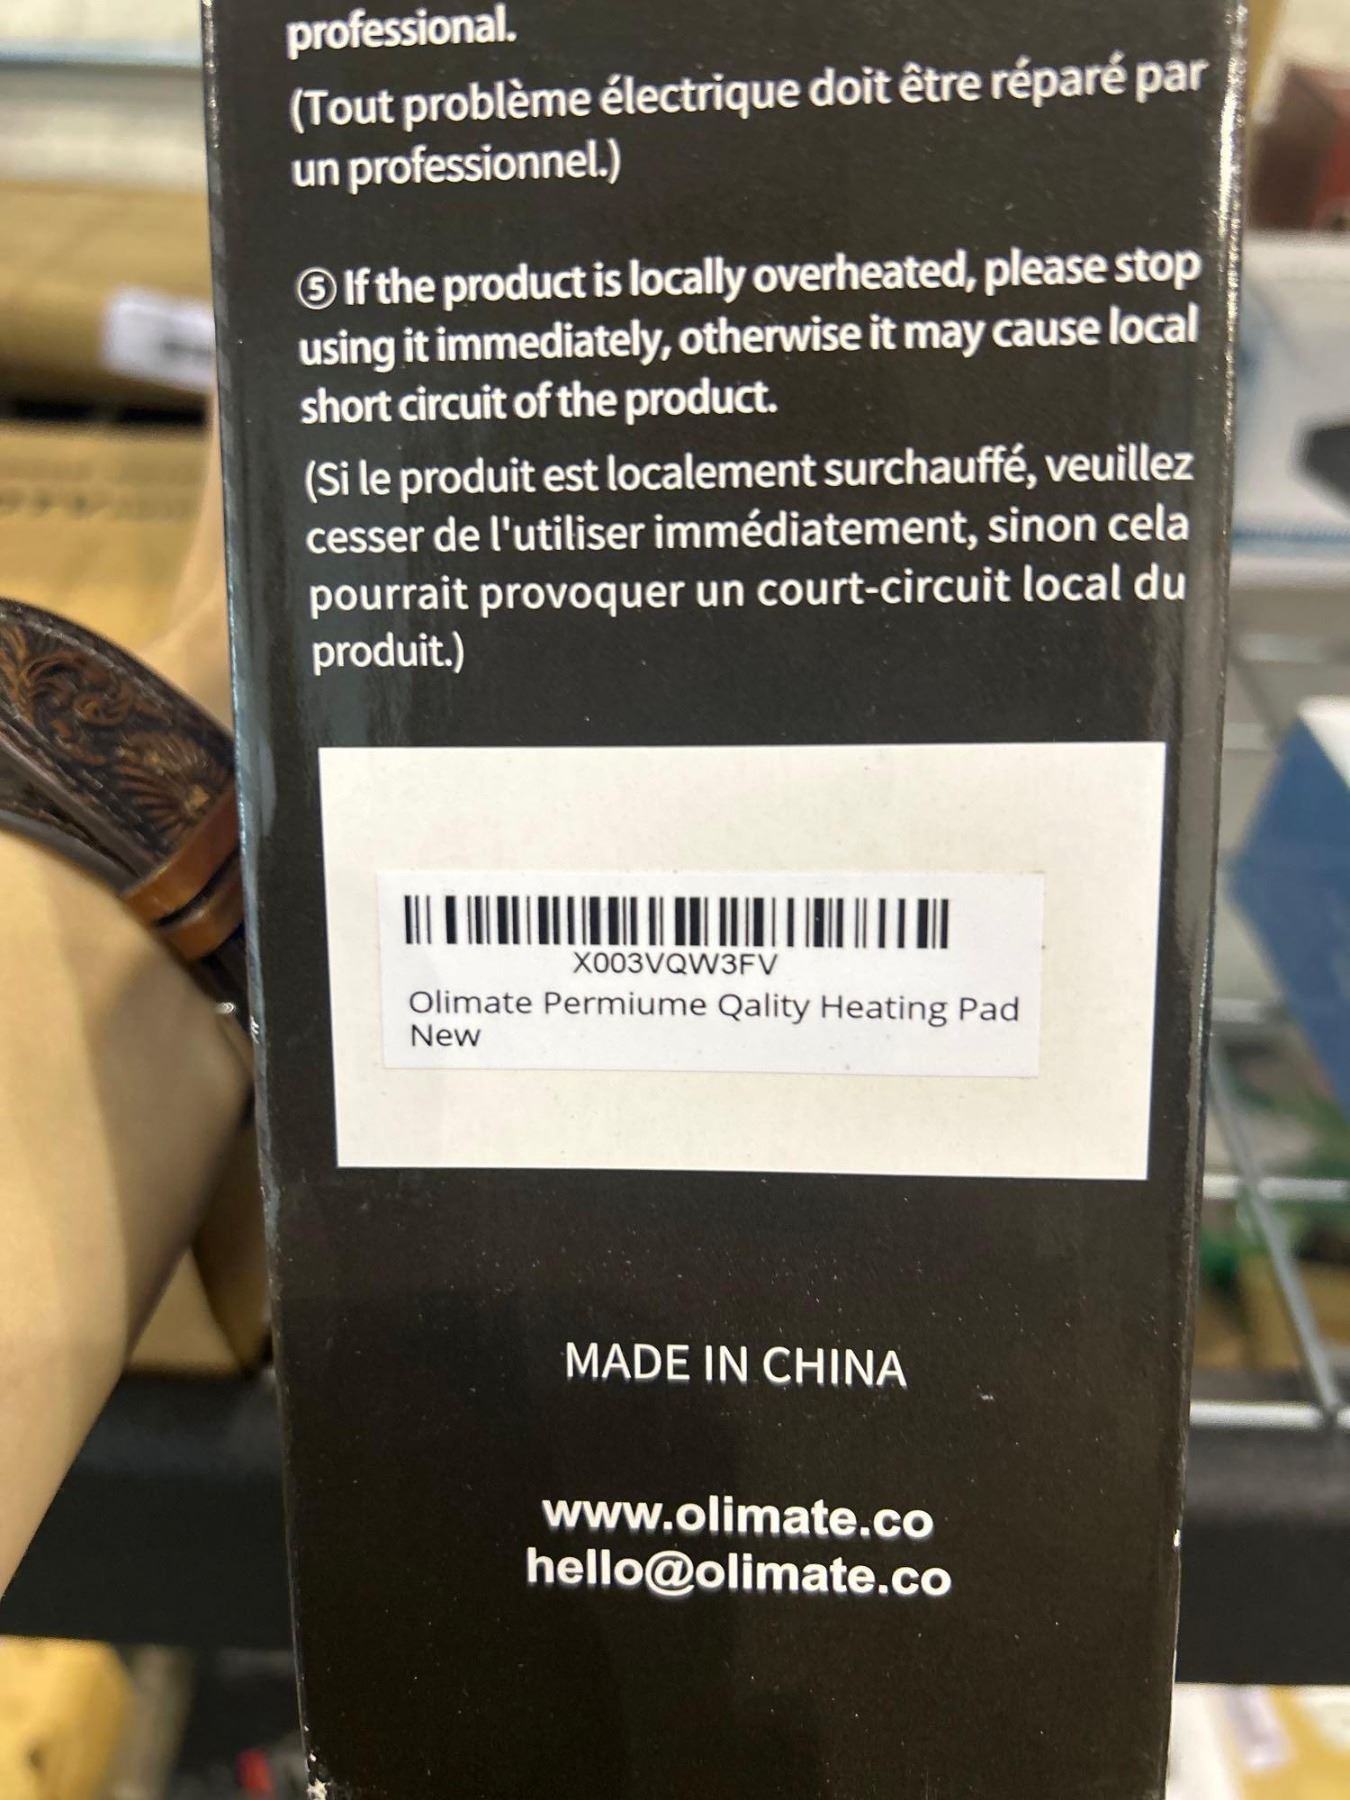 professional.
(Tout problème électrique doit être réparé par
un professionnel.)
⑤ If the product is locally overheated, please stop
using it immediately, otherwise it may cause local
short circuit of the product.
(Si le produit est localement surchauffé, veuillez
cesser de l'utiliser immédiatement, sinon cela
pourrait provoquer un court-circuit local du
produit.)
X003VQW3FV
Olimate Permiume Qality Heating Pad
New
MADE IN CHINA
www.olimate.co
hello@olimate.co